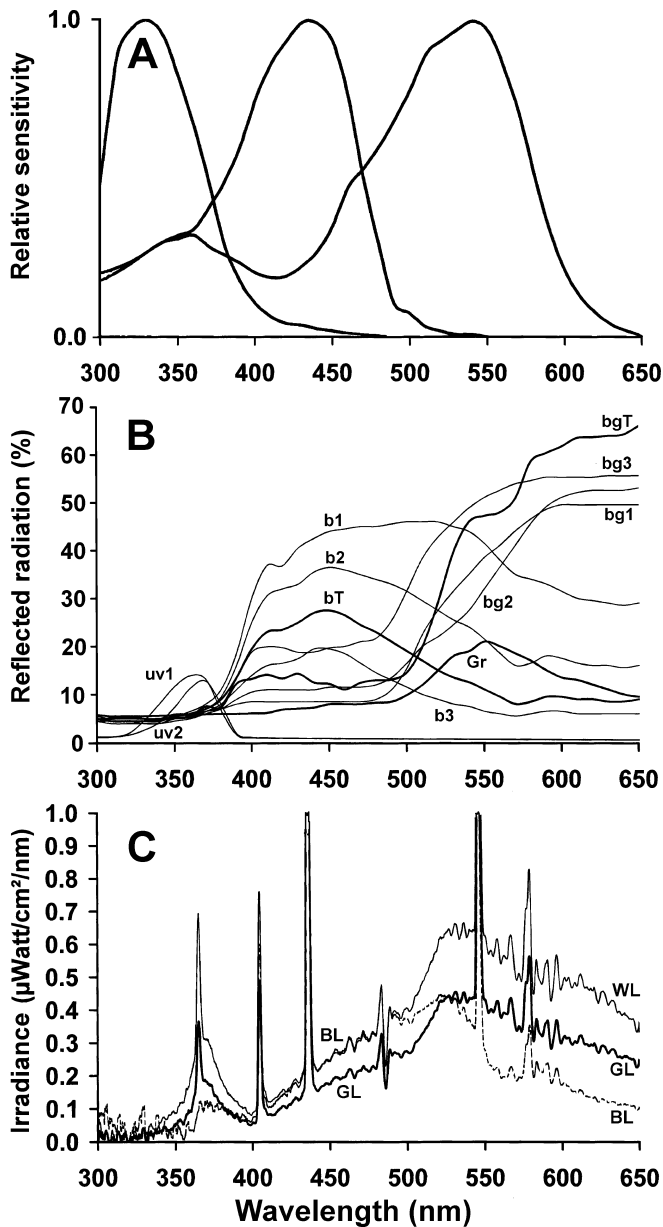 1.0
A
Relative sensitivity
0.0
300 350 400 450 500 550 600 650
70
B
bgT
60
bg3
50
b1
bg1
40
b2
Reflected radiation (%)
30
bT
bg2
20
uv1
Gr
10
uv2
b3
0
300 350 400 450 500 550 600 650
1.0
C
0.9
0.8
0.7
0.6
0.5
WL
0.4
BL
0.3
GL
GL
0.2
BL
0.1
0.0
Irradiance (µWatt/cm²/nm)
300 350 400 450 500 550 600 650
Wavelength (nm)